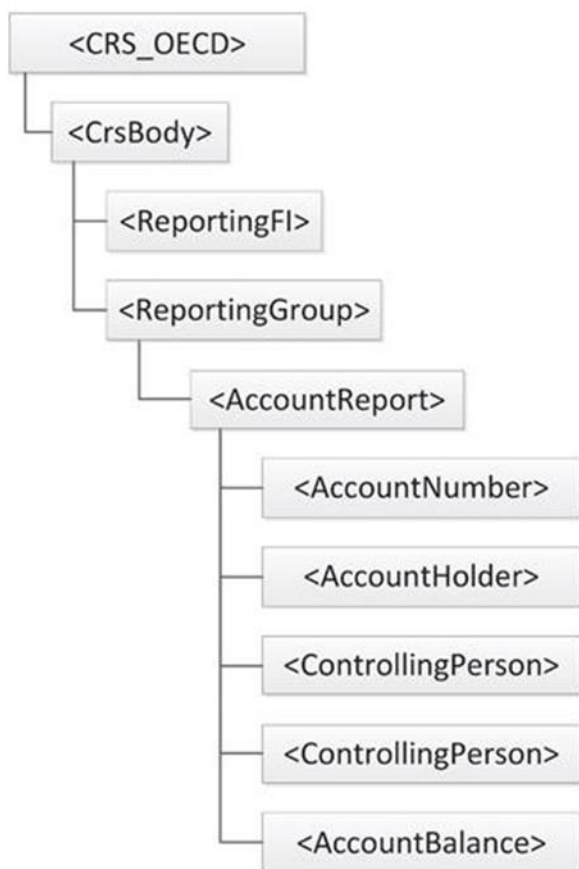 <CRS_OECD>
<CrsBody>
<ReportingFI>
<ReportingGroup>
<AccountReport>
<AccountNumber>
<AccountHolder>
<ControllingPerson>
<ControllingPerson>
<AccountBalance>